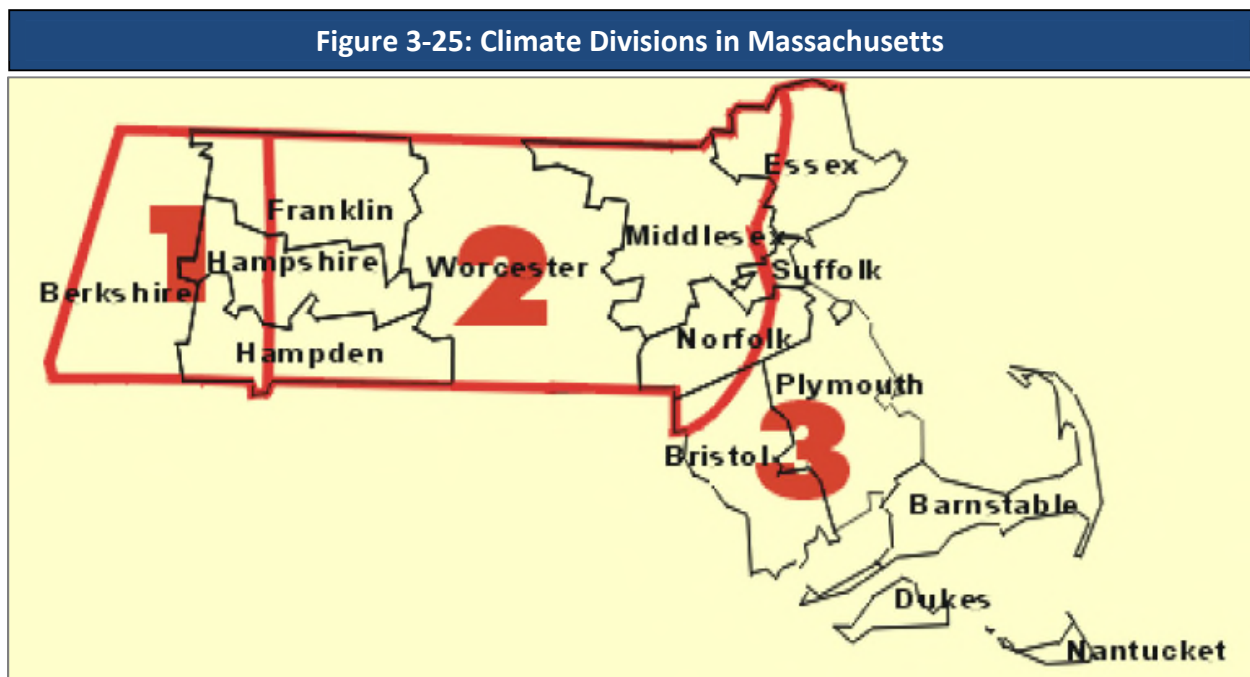 Figure 3-25: Climate Divisions in Massachusetts
Essex
Franklin
Middlesex
1
Hampshire
Worcester
2
Suffolk
Berkshire
Norfolk
Hampden
Plymouth
Bristol
3
Barnstable
Dukes
Nantucket